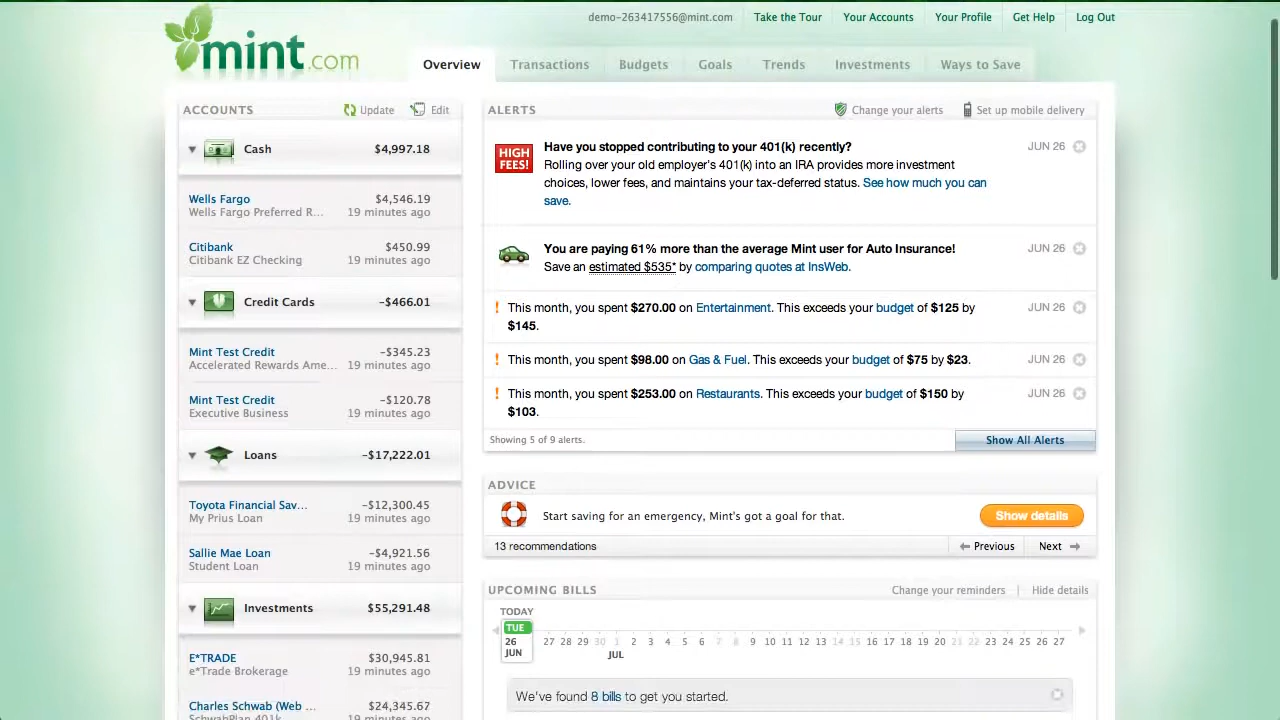 demo-263417556@mint.com Take the Tour Your Accounts Your Profile Get Help Log Out
mint.com
Overview Transactions Budgets Goals Trends Investments Ways to Save
ACCOUNTS Update Edit
Cash $4,997.18
Wells Fargo $4,546.19
Wells Fargo Preferred R... 19 minutes ago
Citibank $450.99
Citibank EZ Checking 19 minutes ago
Credit Cards -$466.01
Mint Test Credit -$345.23
Accelerated Rewards Ame... 19 minutes ago
Mint Test Credit -$120.78
Executive Business 19 minutes ago
Loans -$17,222.01
Toyota Financial Sav... -$12,300.45
My Prius Loan 19 minutes ago
Sallie Mae Loan -$4,921.56
Student Loan 19 minutes ago
Investments $55,291.48
E*TRADE $30,945.81
e*Trade Brokerage 19 minutes ago
Charles Schwab (Web ... $24,345.67
SchwabPlan 401k 19 minutes ago
ALERTS Change your alerts Set up mobile delivery
HIGH
FEES!
Have you stopped contributing to your 401(k) recently? JUN 26
Rolling over your old employer's 401(k) into an IRA provides more investment
choices, lower fees, and maintains your tax-deferred status. See how much you can
save.
You are paying 61% more than the average Mint user for Auto Insurance! JUN 26
Save an estimated $535* by comparing quotes at InsWeb.
! This month, you spent $270.00 on Entertainment. This exceeds your budget of $125 by JUN 26
$145.
! This month, you spent $98.00 on Gas & Fuel. This exceeds your budget of $75 by $23. JUN 26
! This month, you spent $253.00 on Restaurants. This exceeds your budget of $150 by JUN 26
$103.
Showing 5 of 9 alerts. Show All Alerts
ADVICE
Start saving for an emergency, Mint's got a goal for that. Show details
13 recommendations Previous Next
UPCOMING BILLS Change your reminders | Hide details
TODAY
TUE
26 27 28 29 30 1 2 3 4 5 6 7 8 9 10 11 12 13 14 15 16 17 18 19 20 21 22 23 24 25 26 27
JUN JUL
We've found 8 bills to get you started.